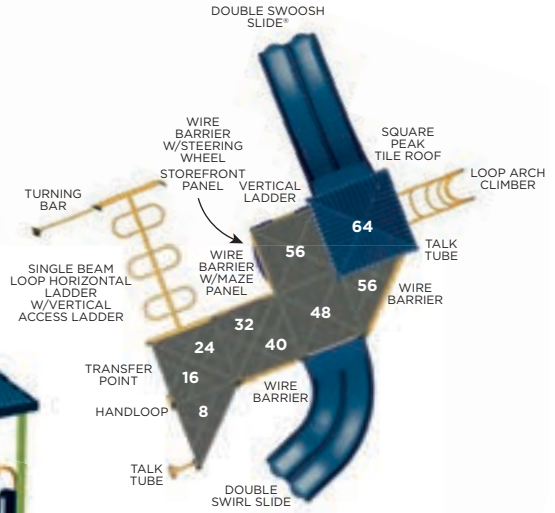 DOUBLE SWOOSH
SLIDE®
WIRE
BARRIER
W/STEERING
WHEEL
STOREFRONT
PANEL
VERTICAL
LADDER
SQUARE
PEAK
TILE ROOF
LOOP ARCH
CLIMBER
TURNING
BAR
64
TALK
TUBE
56
WIRE
BARRIER
W/MAZE
PANEL
56
WIRE
BARRIER
SINGLE BEAM
LOOP HORIZONTAL
LADDER
W/VERTICAL
ACCESS LADDER
48
32
40
24
TRANSFER
POINT
16
WIRE
BARRIER
HANDLOOP
8
TALK
TUBE
DOUBLE
SWIRL SLIDE